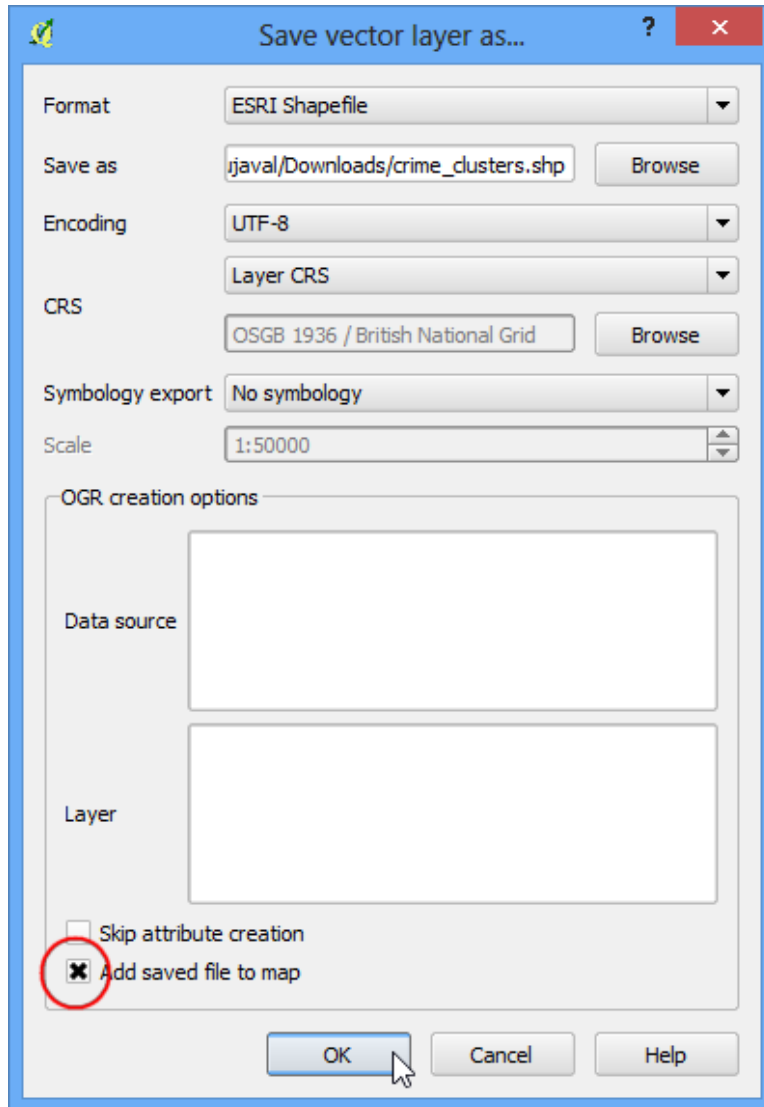 Save vector layer as...
?
×
Format ESRI Shapefile
Save as ujaval/Downloads/crime_clusters.shp Browse
Encoding UTF-8
Layer CRS
CRS
OSGB 1936 / British National Grid Browse
Symbology export No symbology
Scale 1:50000
OGR creation options
Data source
Layer
Skip attribute creation
Add saved file to map
OK Cancel Help